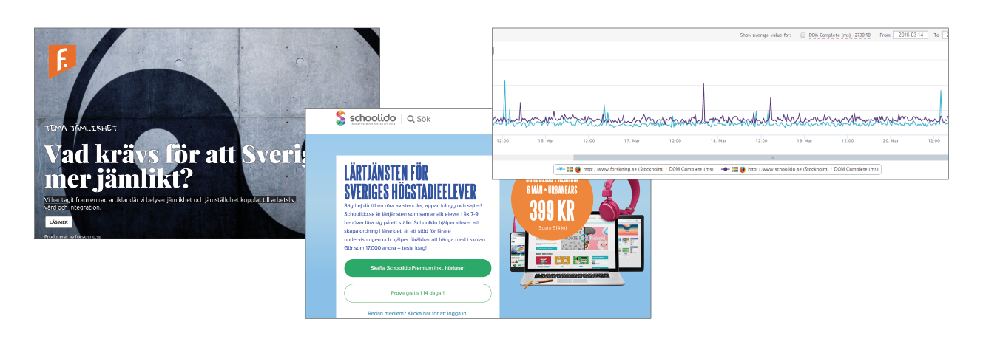 f.
TEMA JÄMLIKHET
Vad krävs för att Sveri
mer jämlikt?
Vi har tagit fram en rad artiklar där vi belyser jämlikhet och jämställdhet kopplat till arbetsliv,
vård och integration.
LÄS MER
Producerat av forskning.se
schoolido
Sök
LÄRTJÄNSTEN FÖR
SVERIGES HÖGSTADIEELEVER
Säg hej då till en röra av stenciler, appar, inlogg och sajter!
Schoolido.se är lärtjänsten som samlar allt elever i åk 7-9
behöver lära sig på ett ställe. Schoolido hjälper elever att
skapa ordning i lärandet, är ett stöd för lärare i
undervisningen och hjälper föräldrar att hänga med i skolan.
Gör som 17.000 andra – testa idag!
Skaffa Schoolido Premium inkl. hörlurar!
Prova gratis i 14 dagar!
Redan medlem? Klicka här för att logga in!
SCHOOLIDO PREMIUM
6 MÅN + URBANEARS
399 KR
(Spara 514 kr)
Show average value for: DOM Complete (ms) - 2730.90 From 2016-03-14 To 2
12:00 16. Mar 12:00 17. Mar 12:00 18. Mar 12:00 19. Mar 12:00 20. Mar 12:00
http://www.forskning.se (Stockholm) / DOM Complete (ms) http://www.schoolido.se (Stockholm) / DOM Complete (ms)